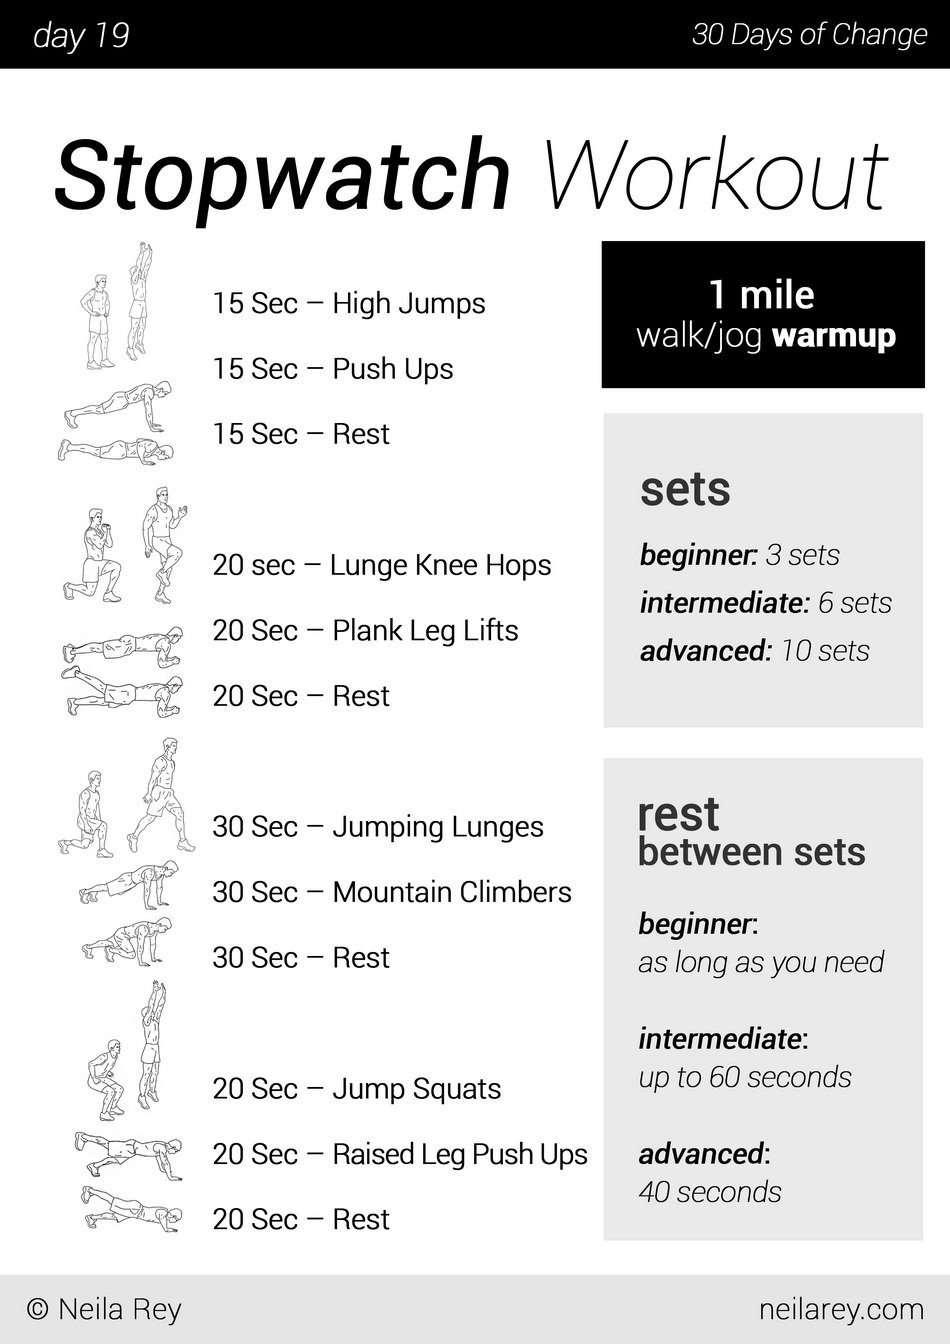 day 19
30 Days of Change
Stopwatch Workout
15 Sec – High Jumps
15 Sec – Push Ups
15 Sec – Rest
20 sec – Lunge Knee Hops
20 Sec – Plank Leg Lifts
20 Sec – Rest
30 Sec – Jumping Lunges
30 Sec – Mountain Climbers
30 Sec – Rest
20 Sec – Jump Squats
20 Sec – Raised Leg Push Ups
20 Sec – Rest
1 mile
walk/jog warmup
sets
beginner: 3 sets
intermediate: 6 sets
advanced: 10 sets
rest
between sets
beginner:
as long as you need
intermediate:
up to 60 seconds
advanced:
40 seconds
© Neila Rey
neilarey.com